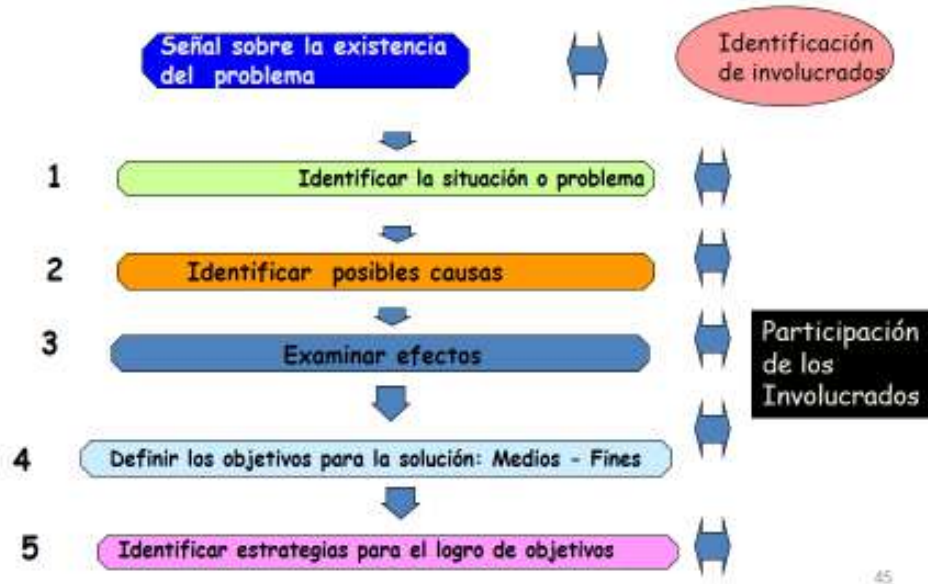 Señal sobre la existencia
del problema
Identificación
de involucrados
1
Identificar la situación o problema
2
Identificar posibles causas
3
Examinar efectos
Participación
de los
Involucrados
4
Definir los objetivos para la solución: Medios - Fines
5
Identificar estrategias para el logro de objetivos
45